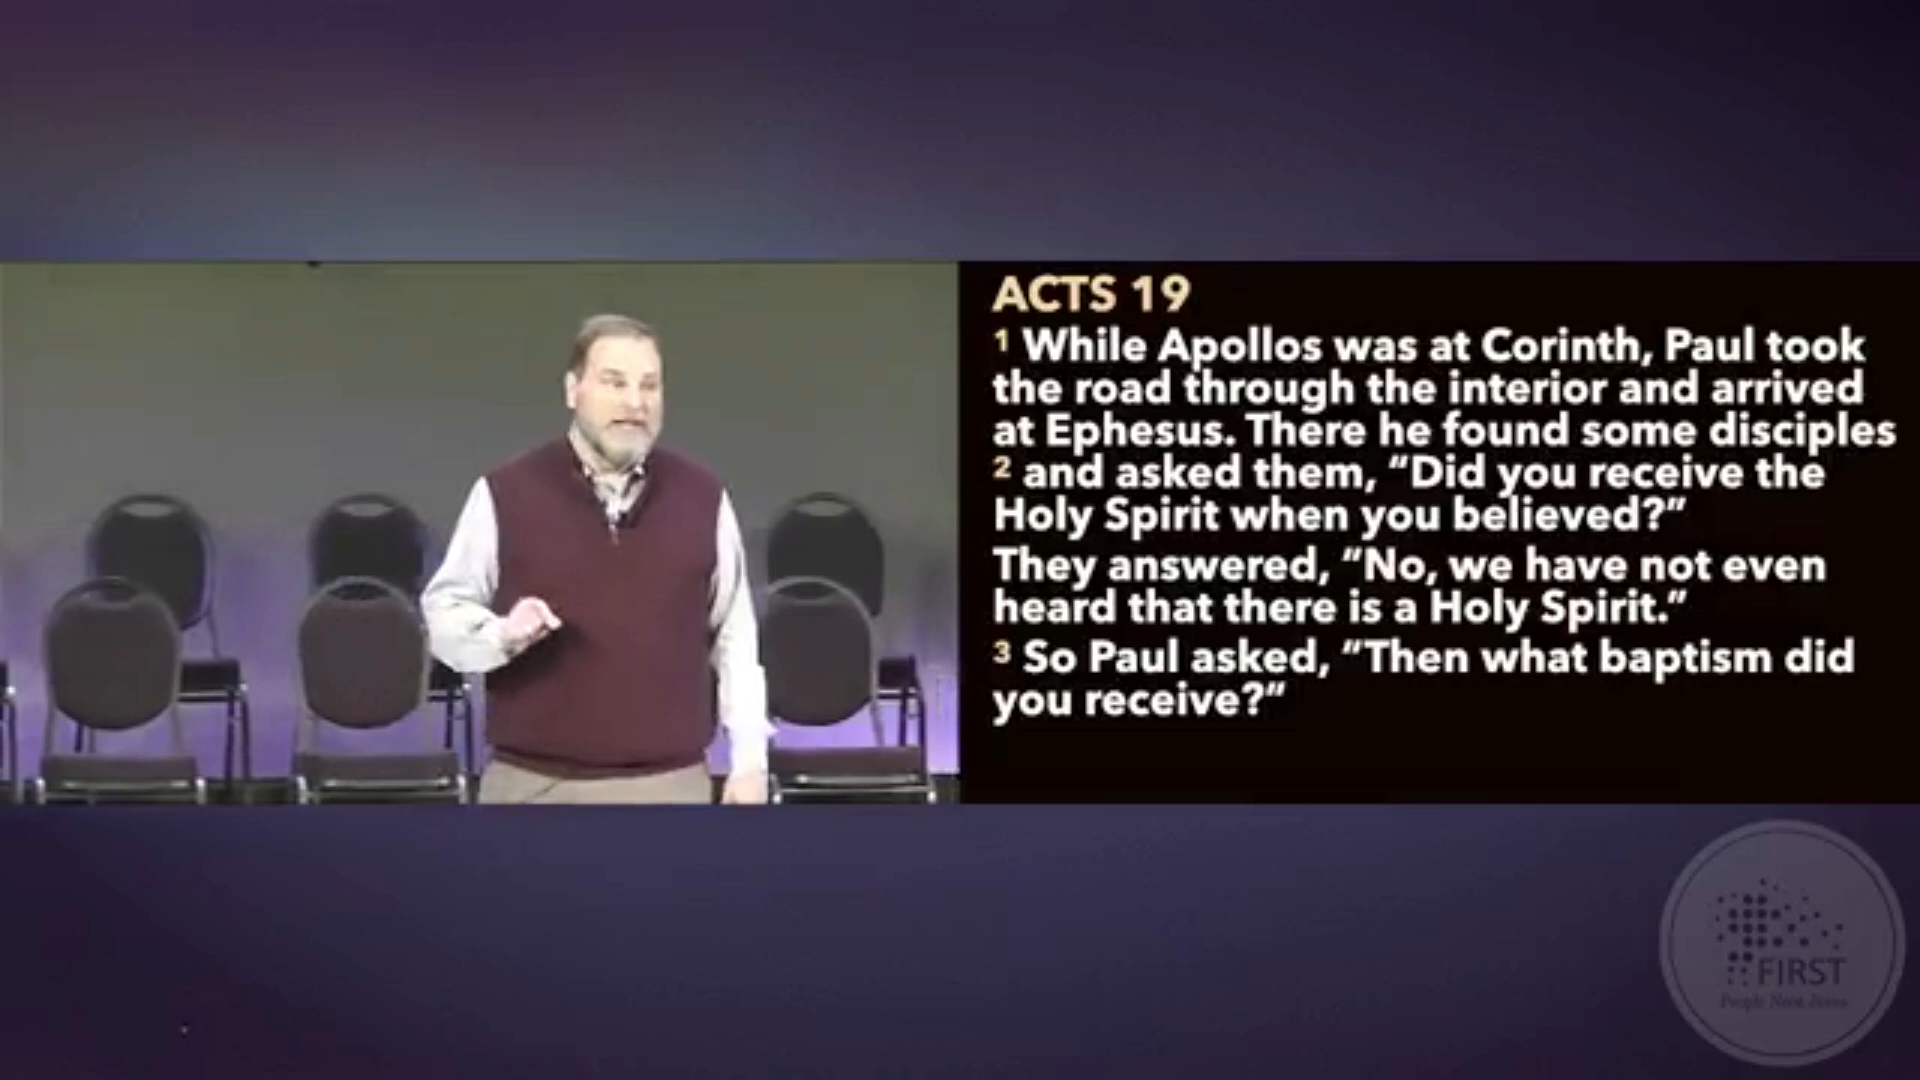 ACTS 19
1 While Apollos was at Corinth, Paul took
the road through the interior and arrived
at Ephesus. There he found some disciples
2 and asked them, “Did you receive the
Holy Spirit when you believed?”
They answered, “No, we have not even
heard that there is a Holy Spirit.”
3 So Paul asked, “Then what baptism did
you receive?”
FIRST
People Need Jesus